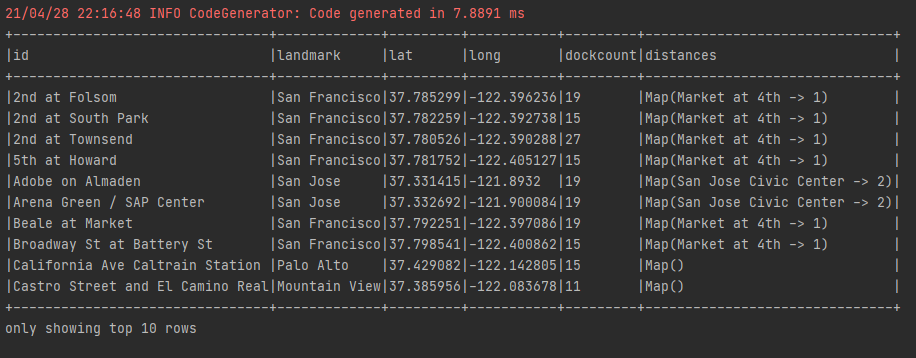 21/04/28 22:16:48 INFO CodeGenerator: Code generated in 7.8891 ms
+------------------------------+-------------+---------+-----------+---------+-----------------------------+
|id                            |landmark     |lat      |long       |dockcount|distances                    |
+------------------------------+-------------+---------+-----------+---------+-----------------------------+
|2nd at Folsom                 |San Francisco|37.785299|-122.396236|19       |Map(Market at 4th -> 1)      |
|2nd at South Park             |San Francisco|37.782259|-122.392738|15       |Map(Market at 4th -> 1)      |
|2nd at Townsend               |San Francisco|37.780526|-122.390288|27       |Map(Market at 4th -> 1)      |
|5th at Howard                 |San Francisco|37.781752|-122.405127|15       |Map(Market at 4th -> 1)      |
|Adobe on Almaden              |San Jose     |37.331415|-121.8932  |19       |Map(San Jose Civic Center -> 2)|
|Arena Green / SAP Center      |San Jose     |37.332692|-121.900084|19       |Map(San Jose Civic Center -> 2)|
|Beale at Market               |San Francisco|37.792251|-122.397086|19       |Map(Market at 4th -> 1)      |
|Broadway St at Battery St     |San Francisco|37.798541|-122.400862|15       |Map(Market at 4th -> 1)      |
|California Ave Caltrain Station |Palo Alto    |37.429082|-122.142805|15       |Map()                        |
|Castro Street and El Camino Real|Mountain View|37.385956|-122.083678|11       |Map()                        |
+------------------------------+-------------+---------+-----------+---------+-----------------------------+
only showing top 10 rows